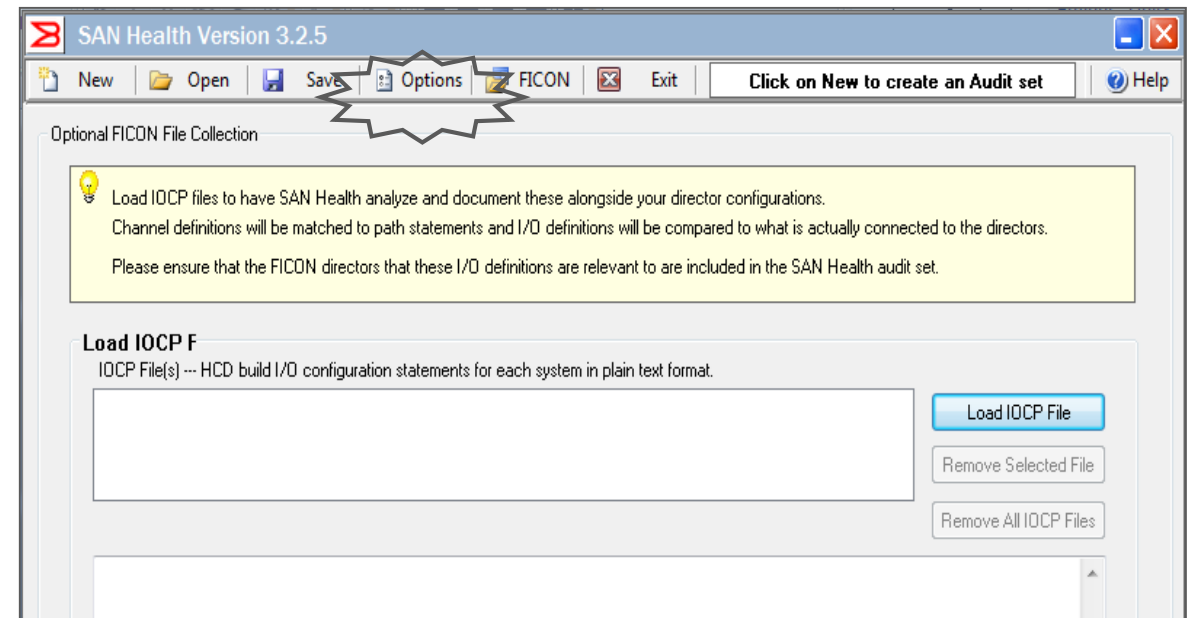 SAN Health Version 3.2.5
New Open Save Options FICON Exit Click on New to create an Audit set Help
Optional FICON File Collection
Load IOCP files to have SAN Health analyze and document these alongside your director configurations.
Channel definitions will be matched to path statements and I/O definitions will be compared to what is actually connected to the directors.
Please ensure that the FICON directors that these I/O definitions are relevant to are included in the SAN Health audit set.
Load IOCP F
IOCP File(s) --- HCD build I/O configuration statements for each system in plain text format.
Load IOCP File
Remove Selected File
Remove All IOCP Files